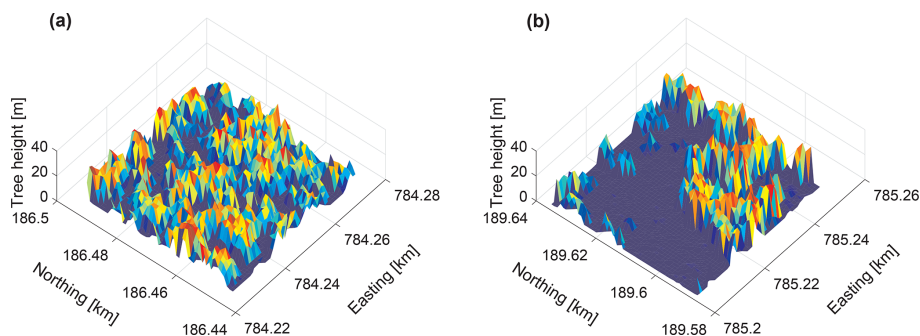 (a)
Tree height [m]
40
20
0
186.5
186.48
186.46
186.44
Northing [km]
784.22
784.24
784.26
784.28
Easting [km]
(b)
Tree height [m]
40
20
0
189.64
189.62
189.6
189.58
Northing [km]
785.2
785.22
785.24
785.26
Easting [km]